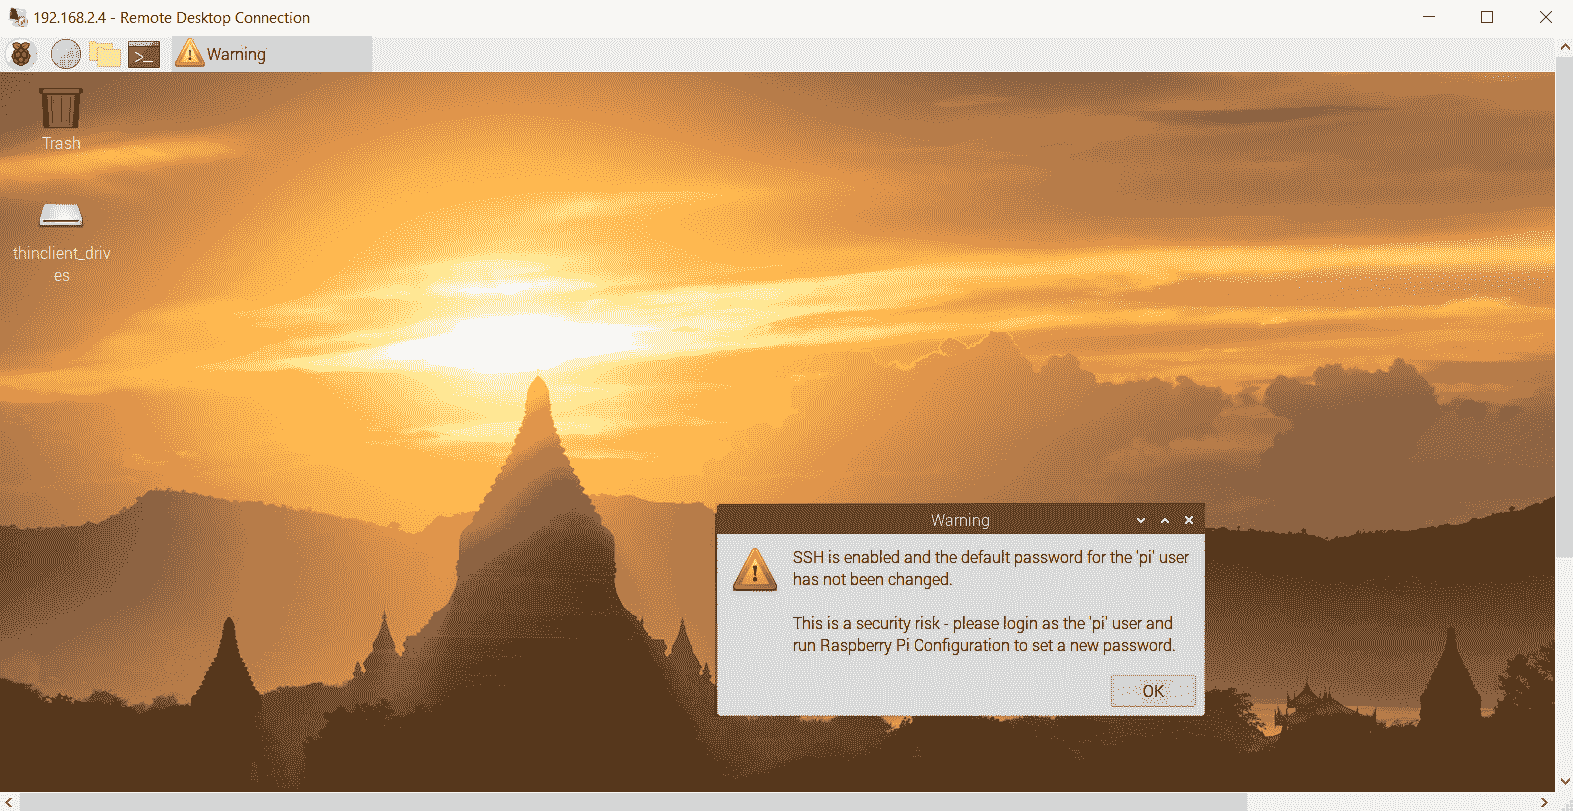 192.168.2.4 - Remote Desktop Connection
Warning
Trash
thinclient_driv
es
Warning
SSH is enabled and the default password for the 'pi' user
has not been changed.
This is a security risk - please login as the 'pi' user and
run Raspberry Pi Configuration to set a new password.
OK